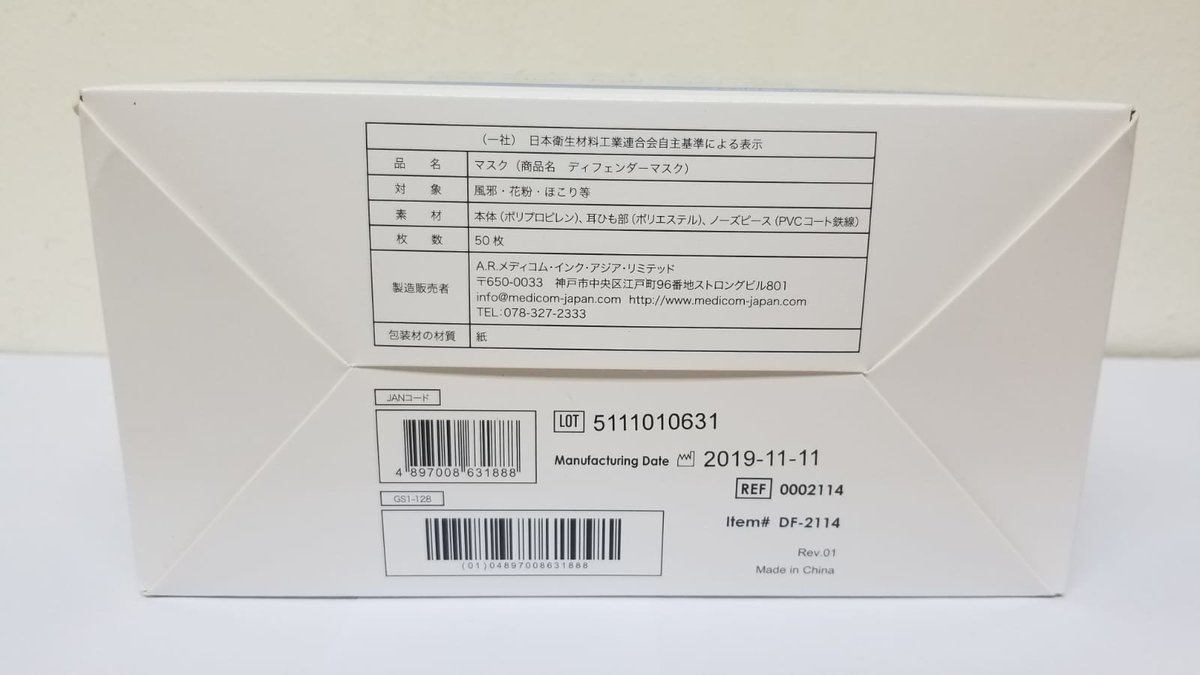 （一社） 日本衛生材料工業連合会自主基準による表示
品 名 マスク（商品名 ディフェンダーマスク）
対 象 風邪・花粉・ほこり等
素 材 本体（ポリプロピレン）、耳ひも部（ポリエステル）、ノーズピース（PVCコート鉄線）
枚 数 50枚
製造販売者
A.R.メディコム・インク・アジア・リミテッド
〒650-0033 神戸市中央区江戸町96番地ストロングビル801
info@medicom-japan.com http://www.medicom-japan.com
TEL:078-327-2333
包装材の材質 紙
JANコード
4 897008 631888
LOT 5111010631
Manufacturing Date 2019-11-11
REF 0002114
GS1-128
(01)04897008631888
Item# DF-2114
Rev.01
Made in China